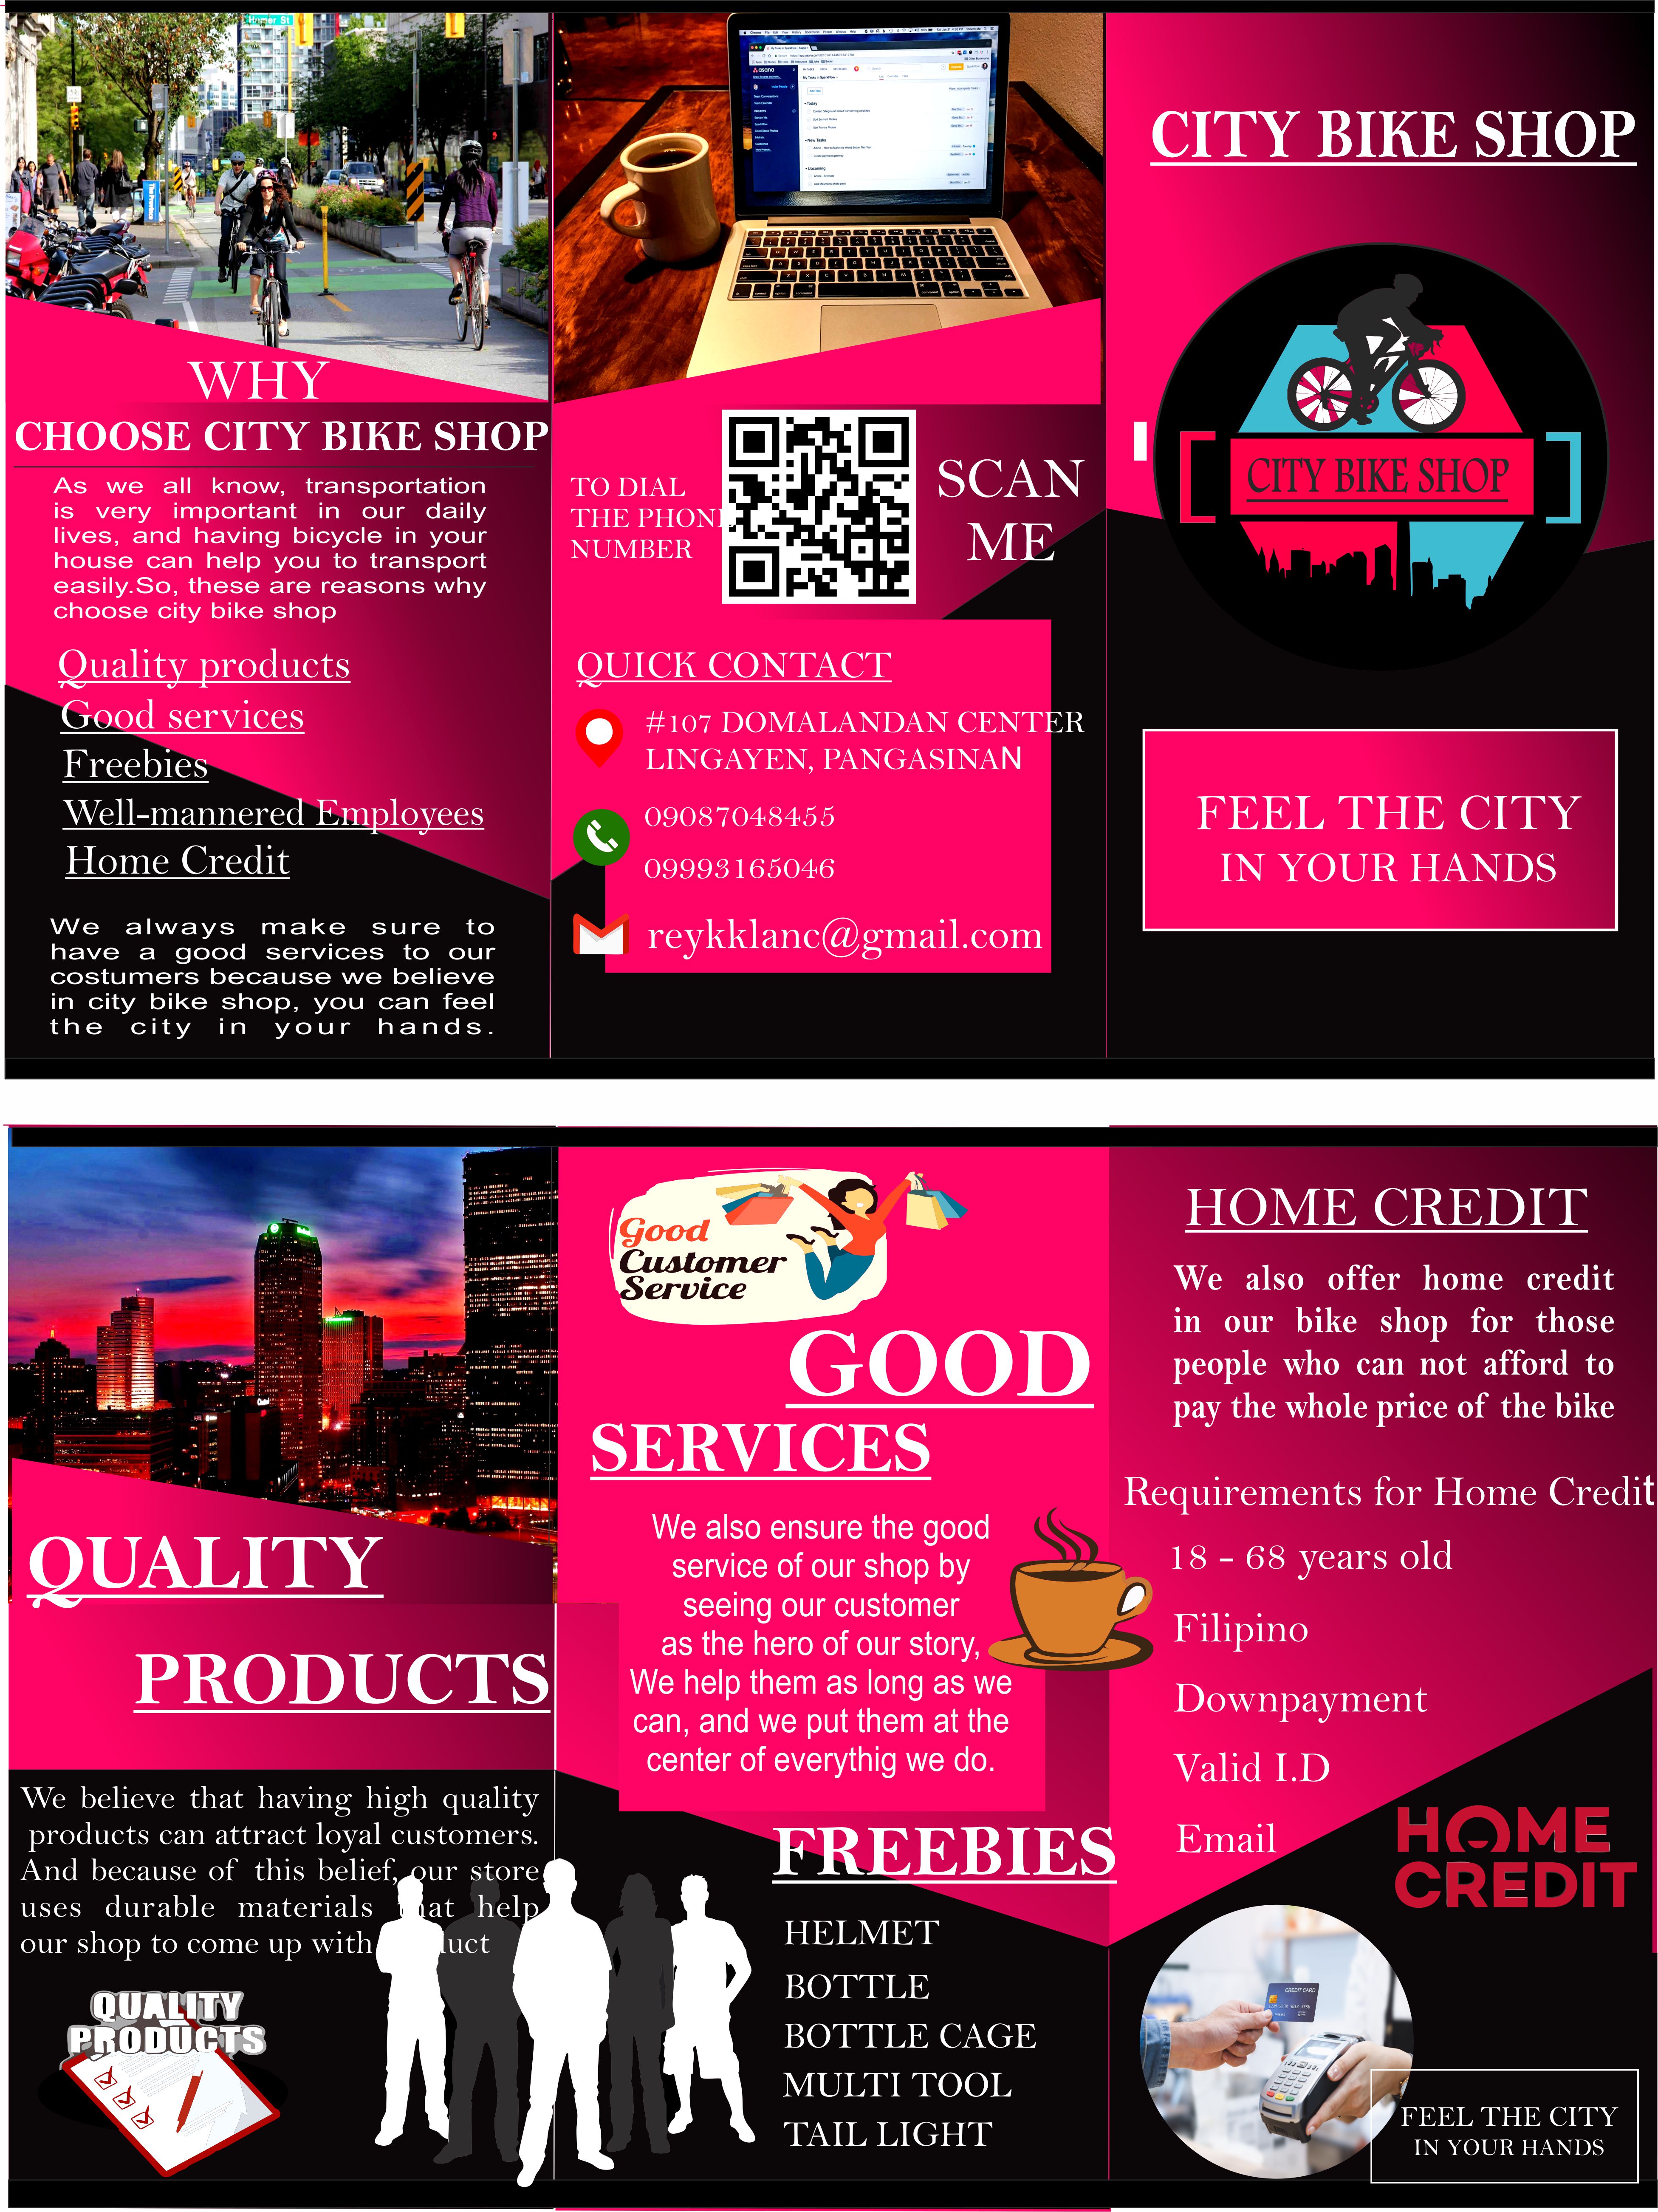 WHY
CHOOSE CITY BIKE SHOP
As we all know, transportation
is very important in our daily
lives, and having bicycle in your
house can help you to transport
easily.So, these are reasons why
choose city bike shop
Quality products
Good services
Freebies
Well-mannered Employees
Home Credit
We always make sure to
have a good services to our
costumers because we believe
in city bike shop, you can feel
the city in your hands.
asana
TO DIAL
THE PHONE
NUMBER
SCAN
ME
QUICK CONTACT
#107 DOMALANDAN CENTER
LINGAYEN, PANGASINAN
09087048455
09993165046
reykklanc@gmail.com
CITY BIKE SHOP
CITY BIKE SHOP
FEEL THE CITY
IN YOUR HANDS
QUALITY
PRODUCTS
We believe that having high quality
products can attract loyal customers.
And because of this belief, our store
uses durable materials that help
our shop to come up with
QUALITY
PRODUCTS
Good
Customer
Service
GOOD
SERVICES
We also ensure the good
service of our shop by
seeing our customer
as the hero of our story,
We help them as long as we
can, and we put them at the
center of everythig we do.
FREEBIES
HELMET
BOTTLE
BOTTLE CAGE
MULTI TOOL
TAIL LIGHT
HOME CREDIT
We also offer home credit
in our bike shop for those
people who can not afford to
pay the whole price of the bike
Requirements for Home Credit
18 - 68 years old
Filipino
Downpayment
Valid I.D
Email
HOME
CREDIT
CREDIT CARD
FEEL THE CITY
IN YOUR HANDS